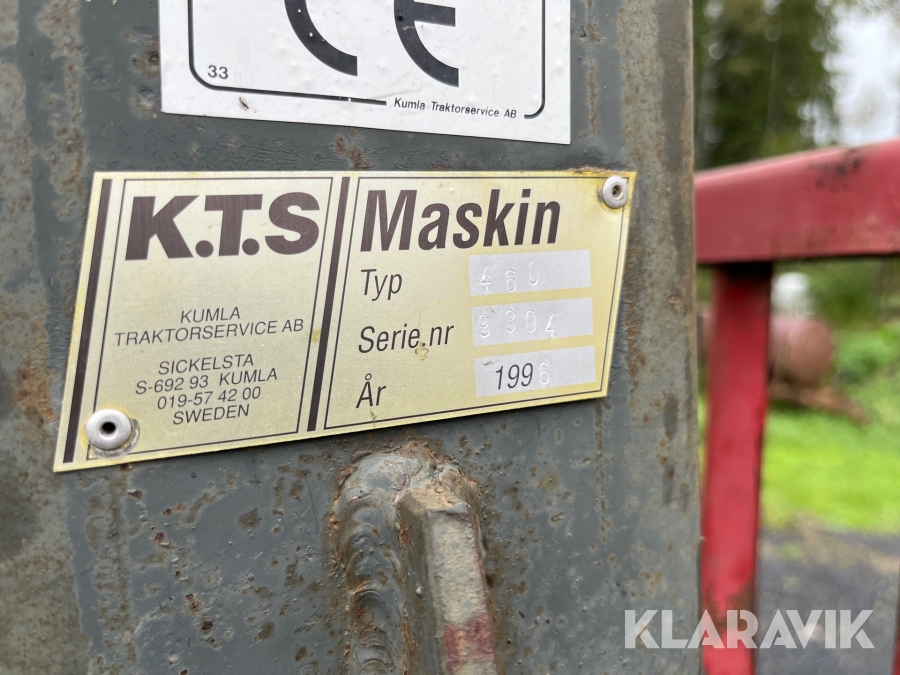 CE
33
Kumla Traktorservice AB
K.T.S
KUMLA
TRAKTORSERVICE AB
SICKELSTA
S-692 93 KUMLA
019-57 42 00
SWEDEN
Maskin
Typ 460
Serie.nr 9304
År 1996
KLARAVIK